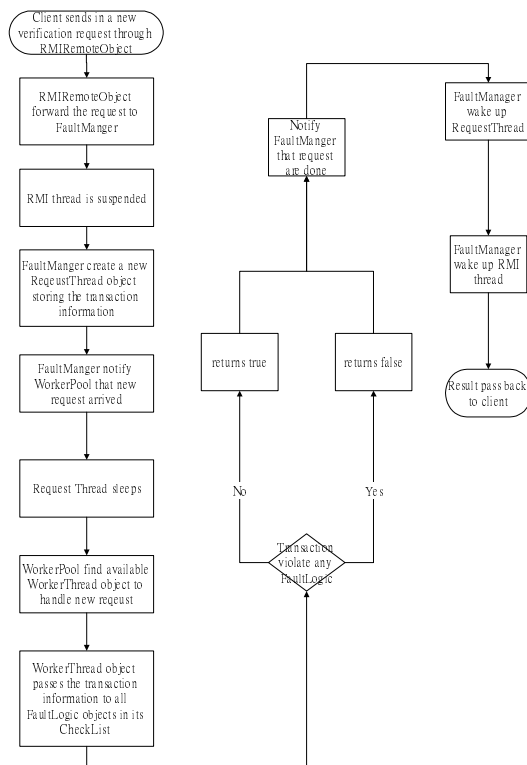 Client sends in a new
verification request through
RMIRemoteObject
RMIRemoteObject
forward the request to
FaultManger
RMI thread is suspended
FaultManger create a new
ReqeustThread object
storing the transaction
information
FaultManger notify
WorkerPool that new
request arrived
Request Thread sleeps
WorkerPool find available
WorkerThread object to
handle new reqeust
WorkerThread object
passes the transaction
information to all
FaultLogic objects in its
CheckList
Transaction
violate any
FaultLogic
No
Yes
returns true
returns false
Notify
FaultManger
that request
are done
FaultManager
wake up
RequestThread
FaultManager
wake up RMI
thread
Result pass back
to client